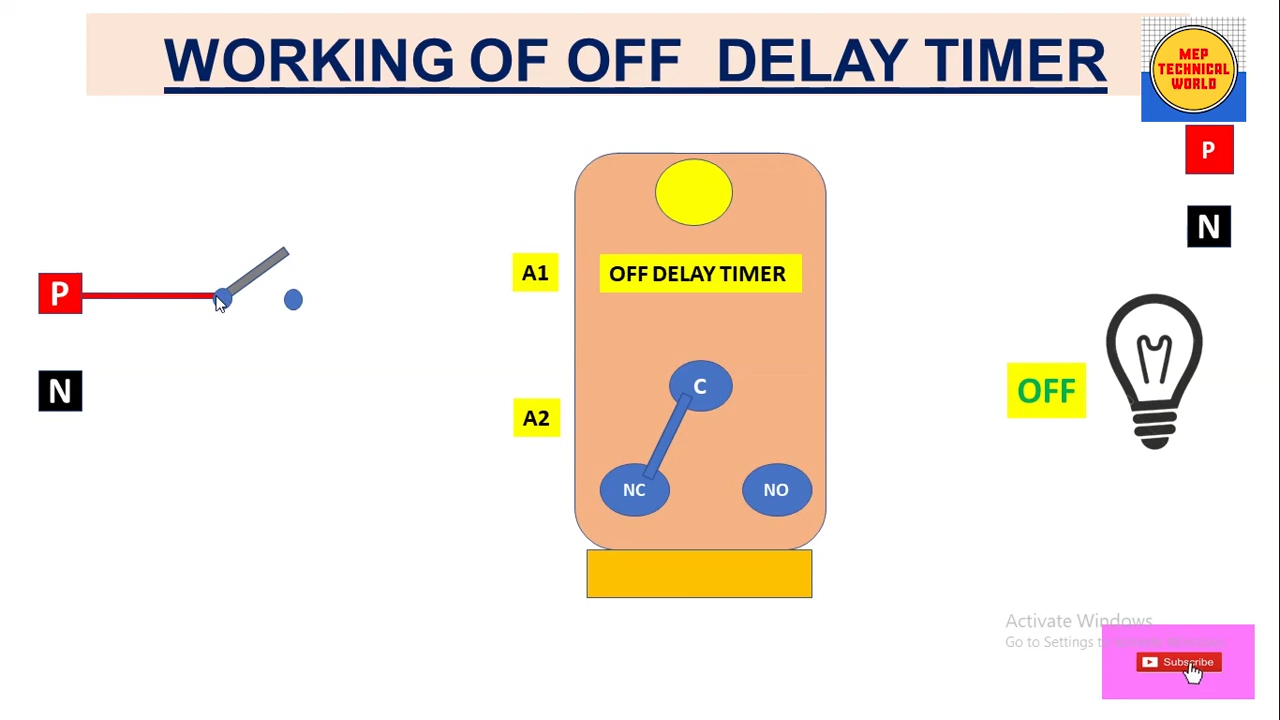 WORKING OF OFF DELAY TIMER
MEP
TECHNICAL
WORLD
P
N
P
N
A1
OFF DELAY TIMER
C
OFF
A2
NC
NO
Activate Windows
Go to Settings t
Subscribe